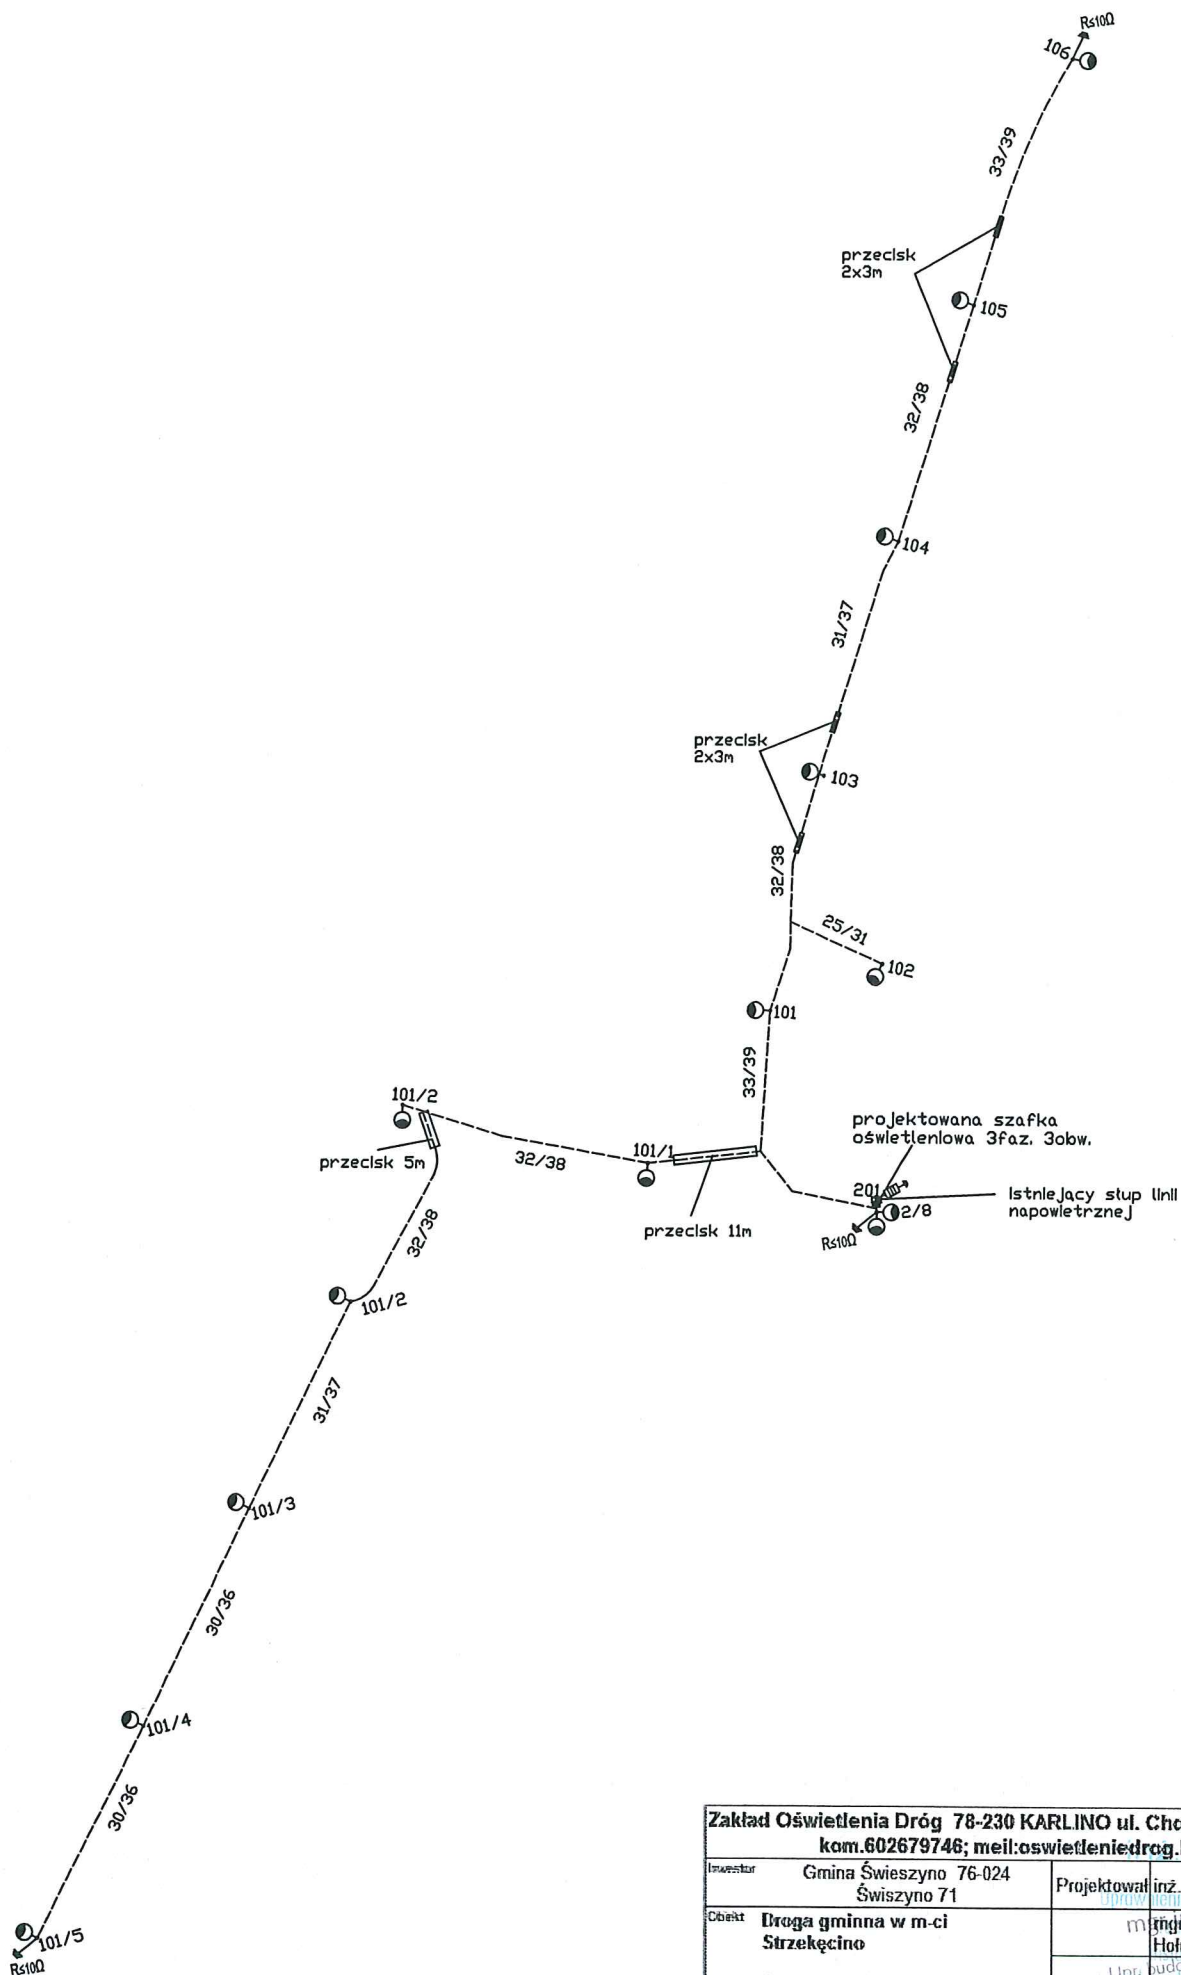 Rs10Ω
106
33/39
przecisk
2x3m
105
32/38
104
31/37
przecisk
2x3m
103
32/38
25/31
102
101
33/39
101/2
przecisk 5m
32/38
101/1
przecisk 11m
projektowana szafka
oświetleniowa 3faz. 3obw.
201
2/8
istniejący słup linii
napowietrznej
Rs10Ω
32/38
101/2
31/37
101/3
30/36
101/4
30/36
101/5
Rs10Ω
Zakład Oświetlenia Dróg 78-230 KARLINO ul.
kom.602679746; meil:oswietleniedrog.
Inwestor
Gmina Świeszyno 76-024
Świszyno 71
Projektował inż.
Obiekt
Droga gminna w m-ci
Strzekęcino